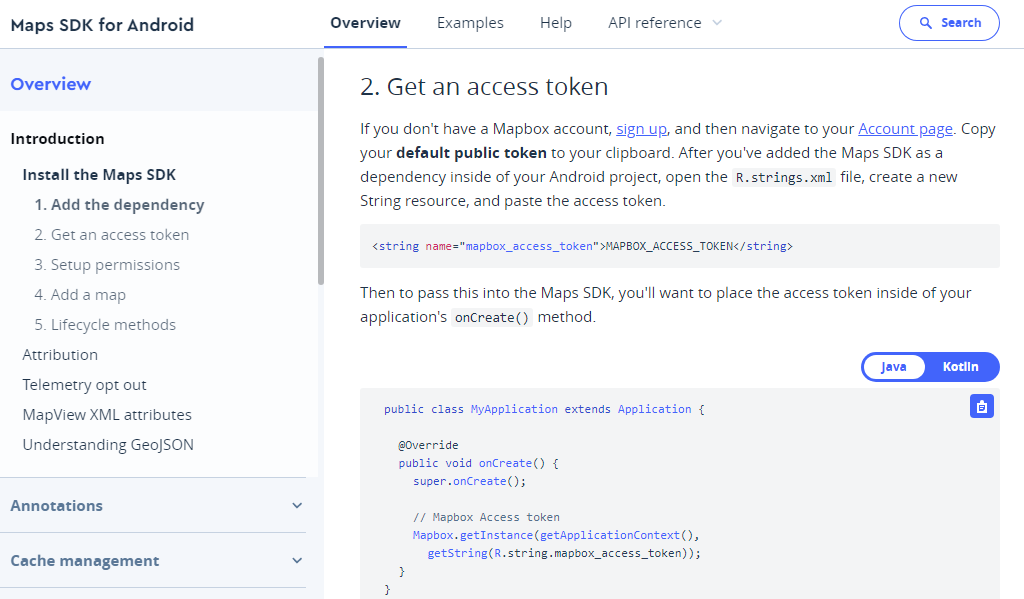 Maps SDK for Android
Overview
Examples
Help
API reference
Search
Overview
Introduction
Install the Maps SDK
1. Add the dependency
2. Get an access token
3. Setup permissions
4. Add a map
5. Lifecycle methods
Attribution
Telemetry opt out
MapView XML attributes
Understanding GeoJSON
Annotations
Cache management
2. Get an access token
If you don't have a Mapbox account, sign up, and then navigate to your Account page. Copy
your default public token to your clipboard. After you've added the Maps SDK as a
dependency inside of your Android project, open the R.strings.xml file, create a new
String resource, and paste the access token.
<string name="mapbox_access_token">MAPBOX_ACCESS_TOKEN</string>
Then to pass this into the Maps SDK, you'll want to place the access token inside of your
application's onCreate() method.
Java
Kotlin
public class MyApplication extends Application {
@Override
public void onCreate() {
super.onCreate();
// Mapbox Access token
Mapbox.getInstance(getApplicationContext(),
getString(R.string.mapbox_access_token));
}
}